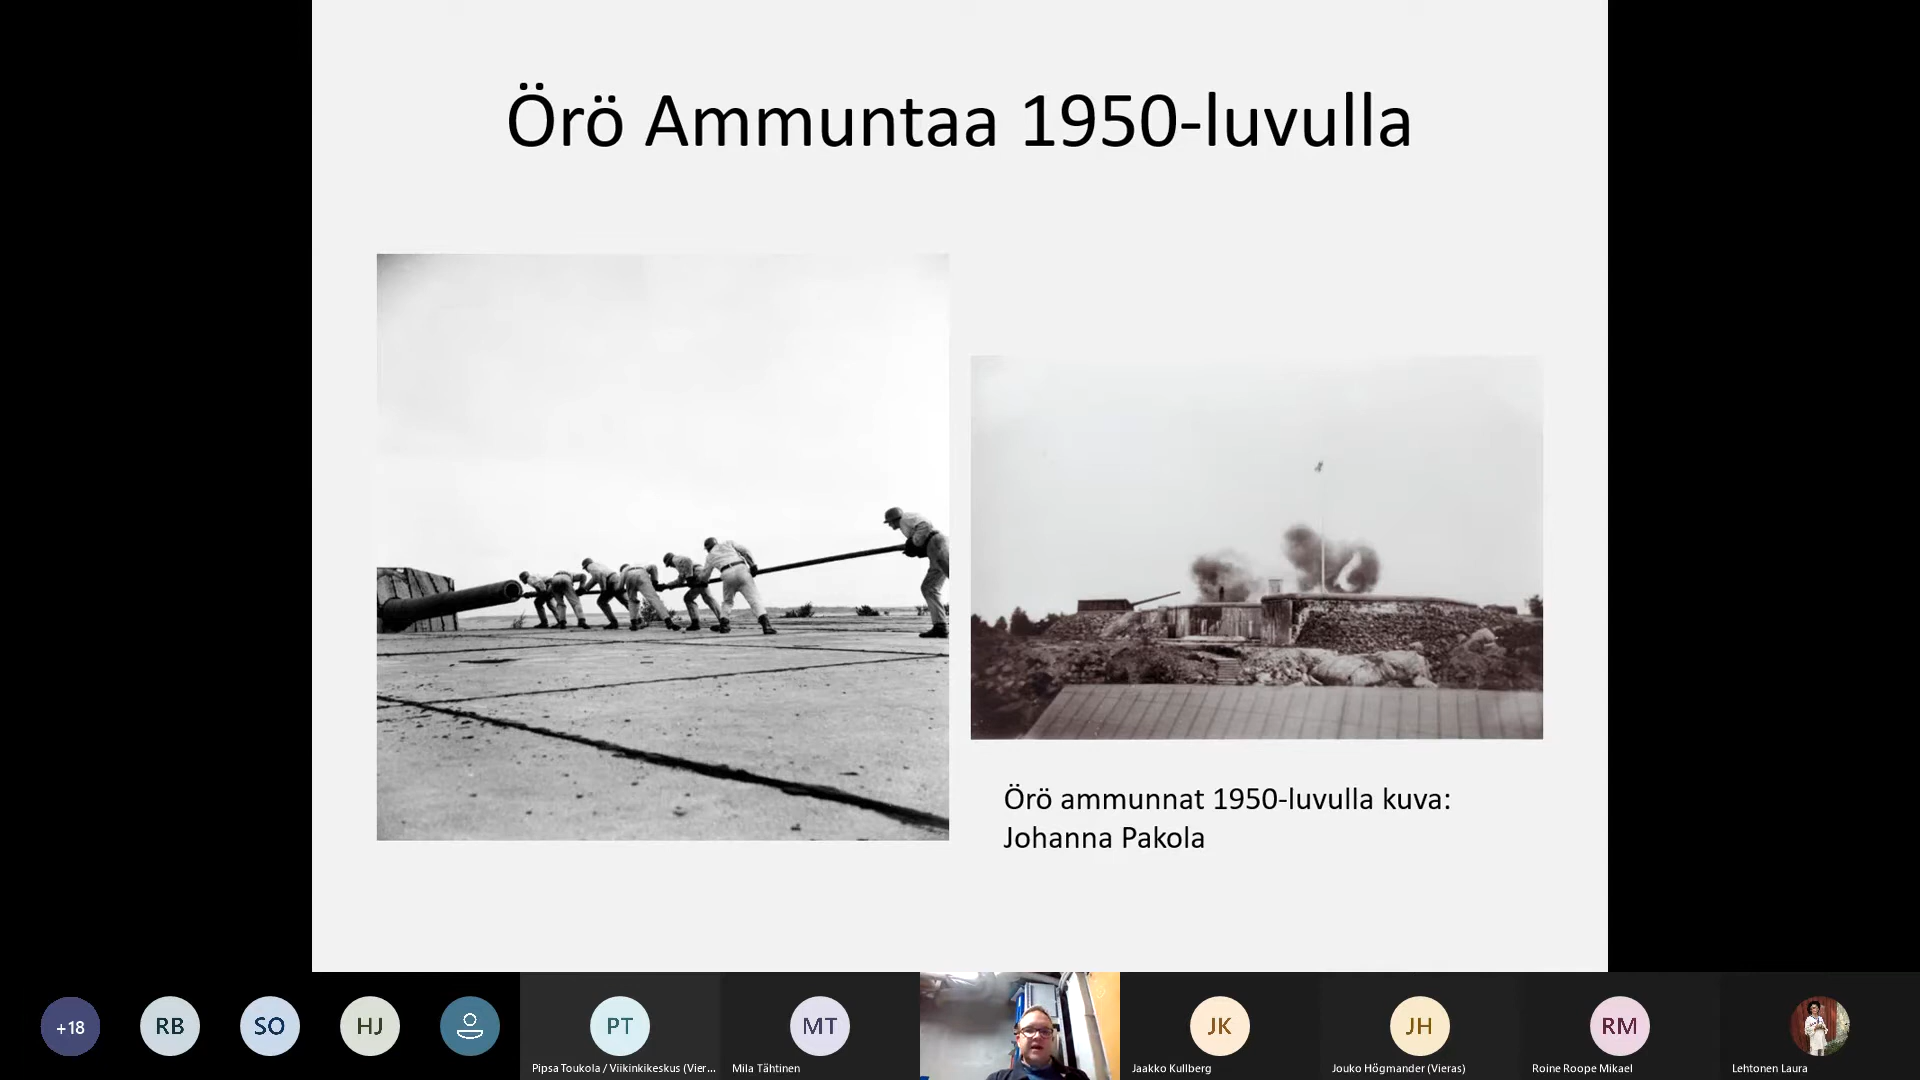 Örö Ammuntaa 1950-luvulla
Örö ammunnat 1950-luvulla kuva:
Johanna Pakola
+18
RB
SO
HJ
PT
MT
JK
JH
RM
Pipsa Toukola / Viikinkikeskus (Vier...
Mila Tähtinen
Jaakko Kullberg
Jouko Högmander (Vieras)
Roine Roope Mikael
Lehtonen Laura